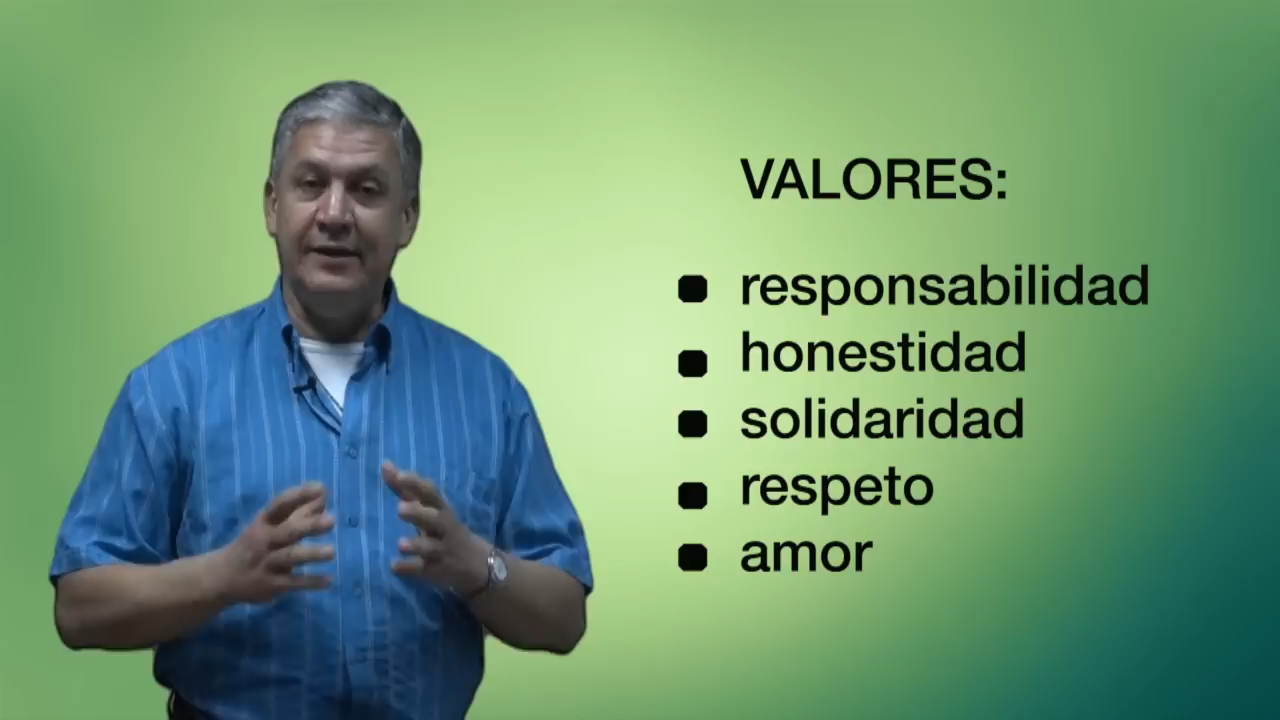 VALORES:
responsabilidad
honestidad
solidaridad
respeto
amor